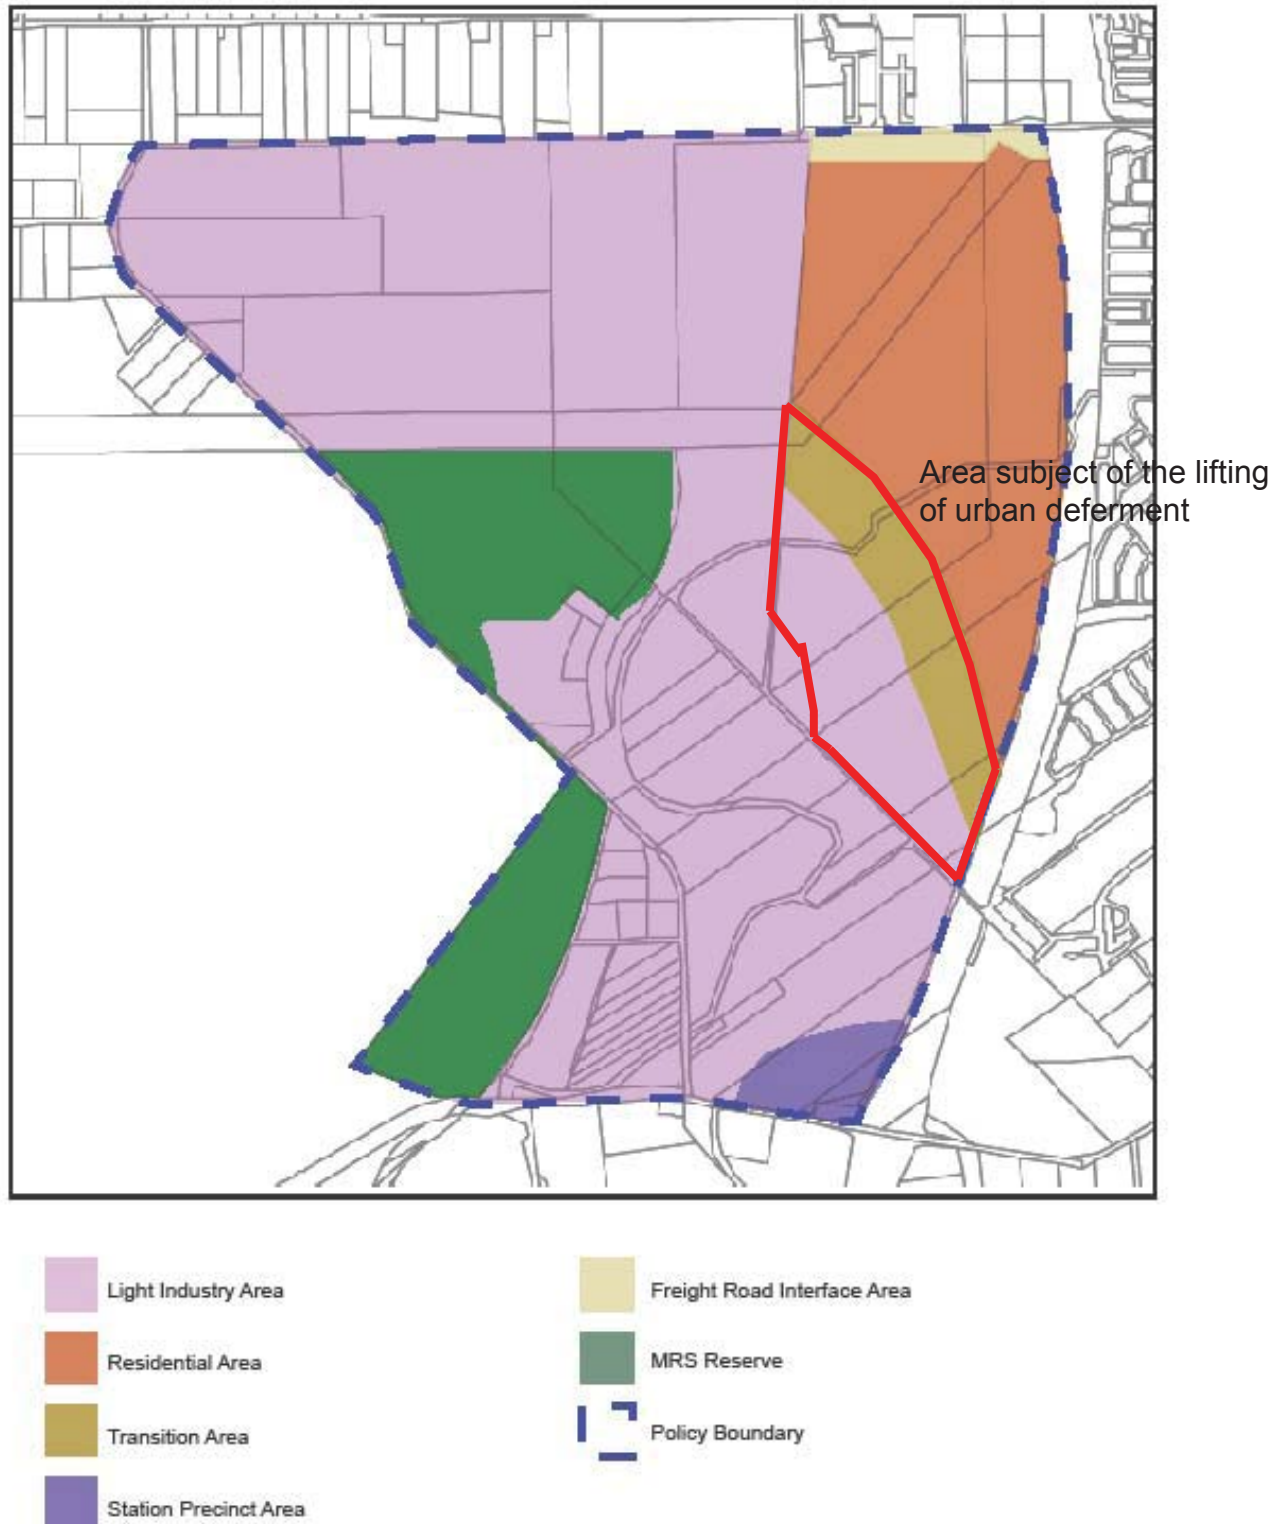 Area subject of the lifting
of urban deferment
Light Industry Area
Residential Area
Transition Area
Station Precinct Area
Freight Road Interface Area
MRS Reserve
Policy Boundary